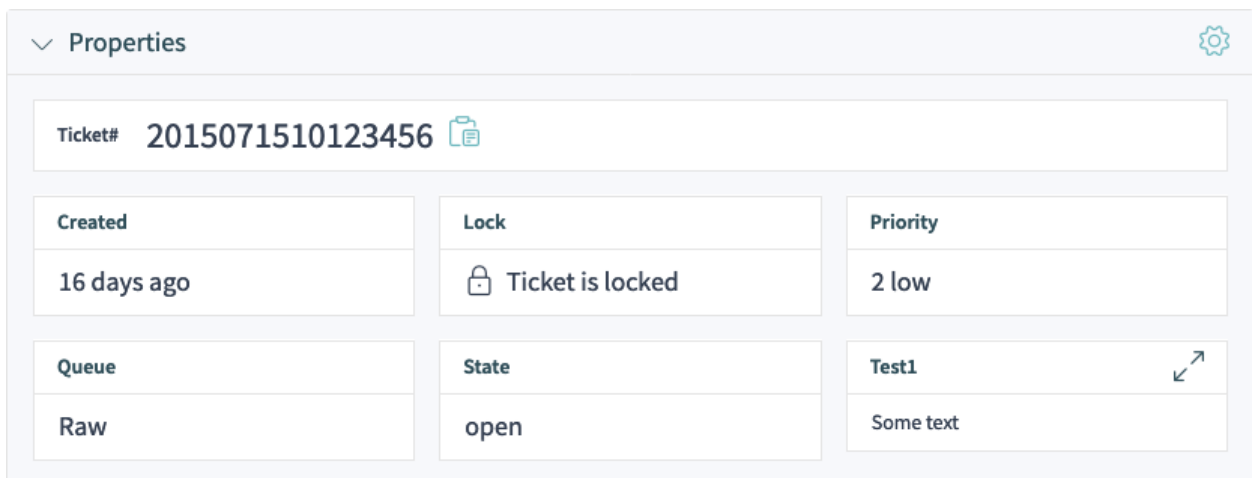 Properties
Ticket# 2015071510123456
Created
Lock
Priority
16 days ago
Ticket is locked
2 low
Queue
State
Test1
Raw
open
Some text